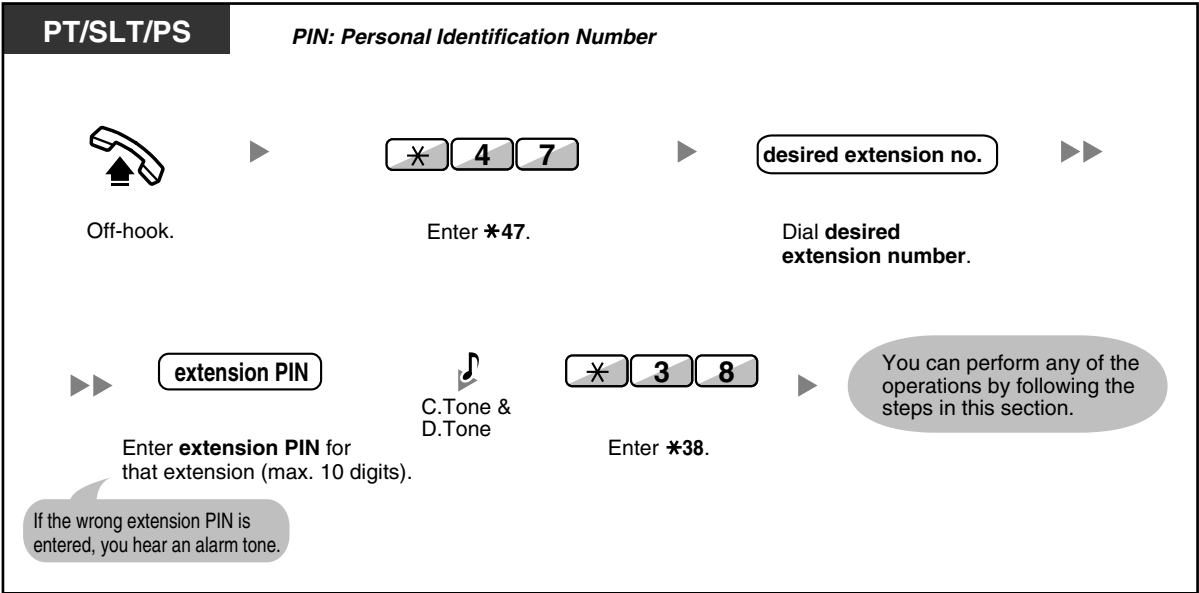 PT/SLT/PS
PIN: Personal Identification Number
* 4 7
desired extension no.
Off-hook.
Enter *47.
Dial desired
extension number.
extension PIN
C.Tone &
D.Tone
* 3 8
You can perform any of the
operations by following the
steps in this section.
Enter extension PIN for
that extension (max. 10 digits).
Enter *38.
If the wrong extension PIN is
entered, you hear an alarm tone.